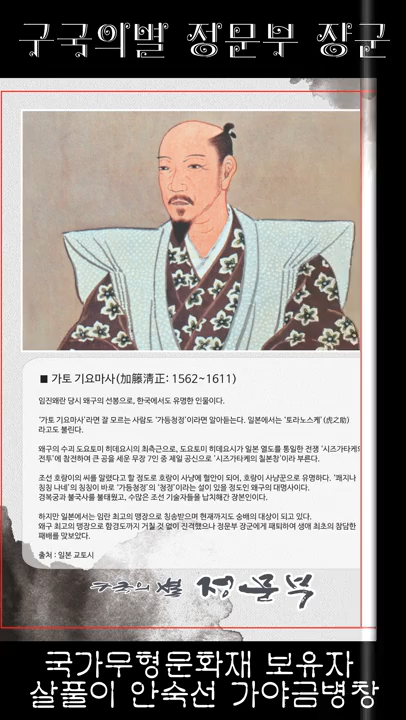 구국의별 정문부 장군
■ 가토 기요마사(加藤清正: 1562~1611)
임진왜란 당시 왜구의 선봉으로, 한국에서도 유명한 인물이다.
'가토 기요마사'라면 잘 모르는 사람도 '가등청정'이라면 알아듣는다. 일본에서는 '토라노스케' (虎之助)
라고도 불린다.
왜구의 수괴 도요토미 히데요시의 최측근으로, 도요토미 히데요시가 일본 열도를 통일한 전쟁 '시즈가타케의
전투'에 참전하여 큰 공을 세운 무장 7인 중 제일 공신으로 '시즈가타케의 칠본창'이라 부른다.
조선 호랑이의 씨를 말렸다고 할 정도로 호랑이 사냥에 혈안이 되어, 호랑이 사냥꾼으로 유명하다. '쾌지나
칭칭 나네'의 칭칭이 바로 '가등청정'의 '청정'이라는 설이 있을 정도인 왜구의 대명사이다.
경복궁과 불국사를 불태웠고, 수많은 조선 기술자들을 납치해간 장본인이다.
하지만 일본에서는 임란 최고의 맹장으로 칭송받으며 현재까지도 숭배의 대상이 되고 있다.
왜구 최고의 맹장으로 함경도까지 거칠 것 없이 진격했으나 정문부 장군에게 패퇴하여 생애 최초의 참담한
패배를 맞보았다.
출처 : 일본 교토시
구국의 별 정문부
국가무형문화재 보유자
살풀이 안숙선 가야금병창